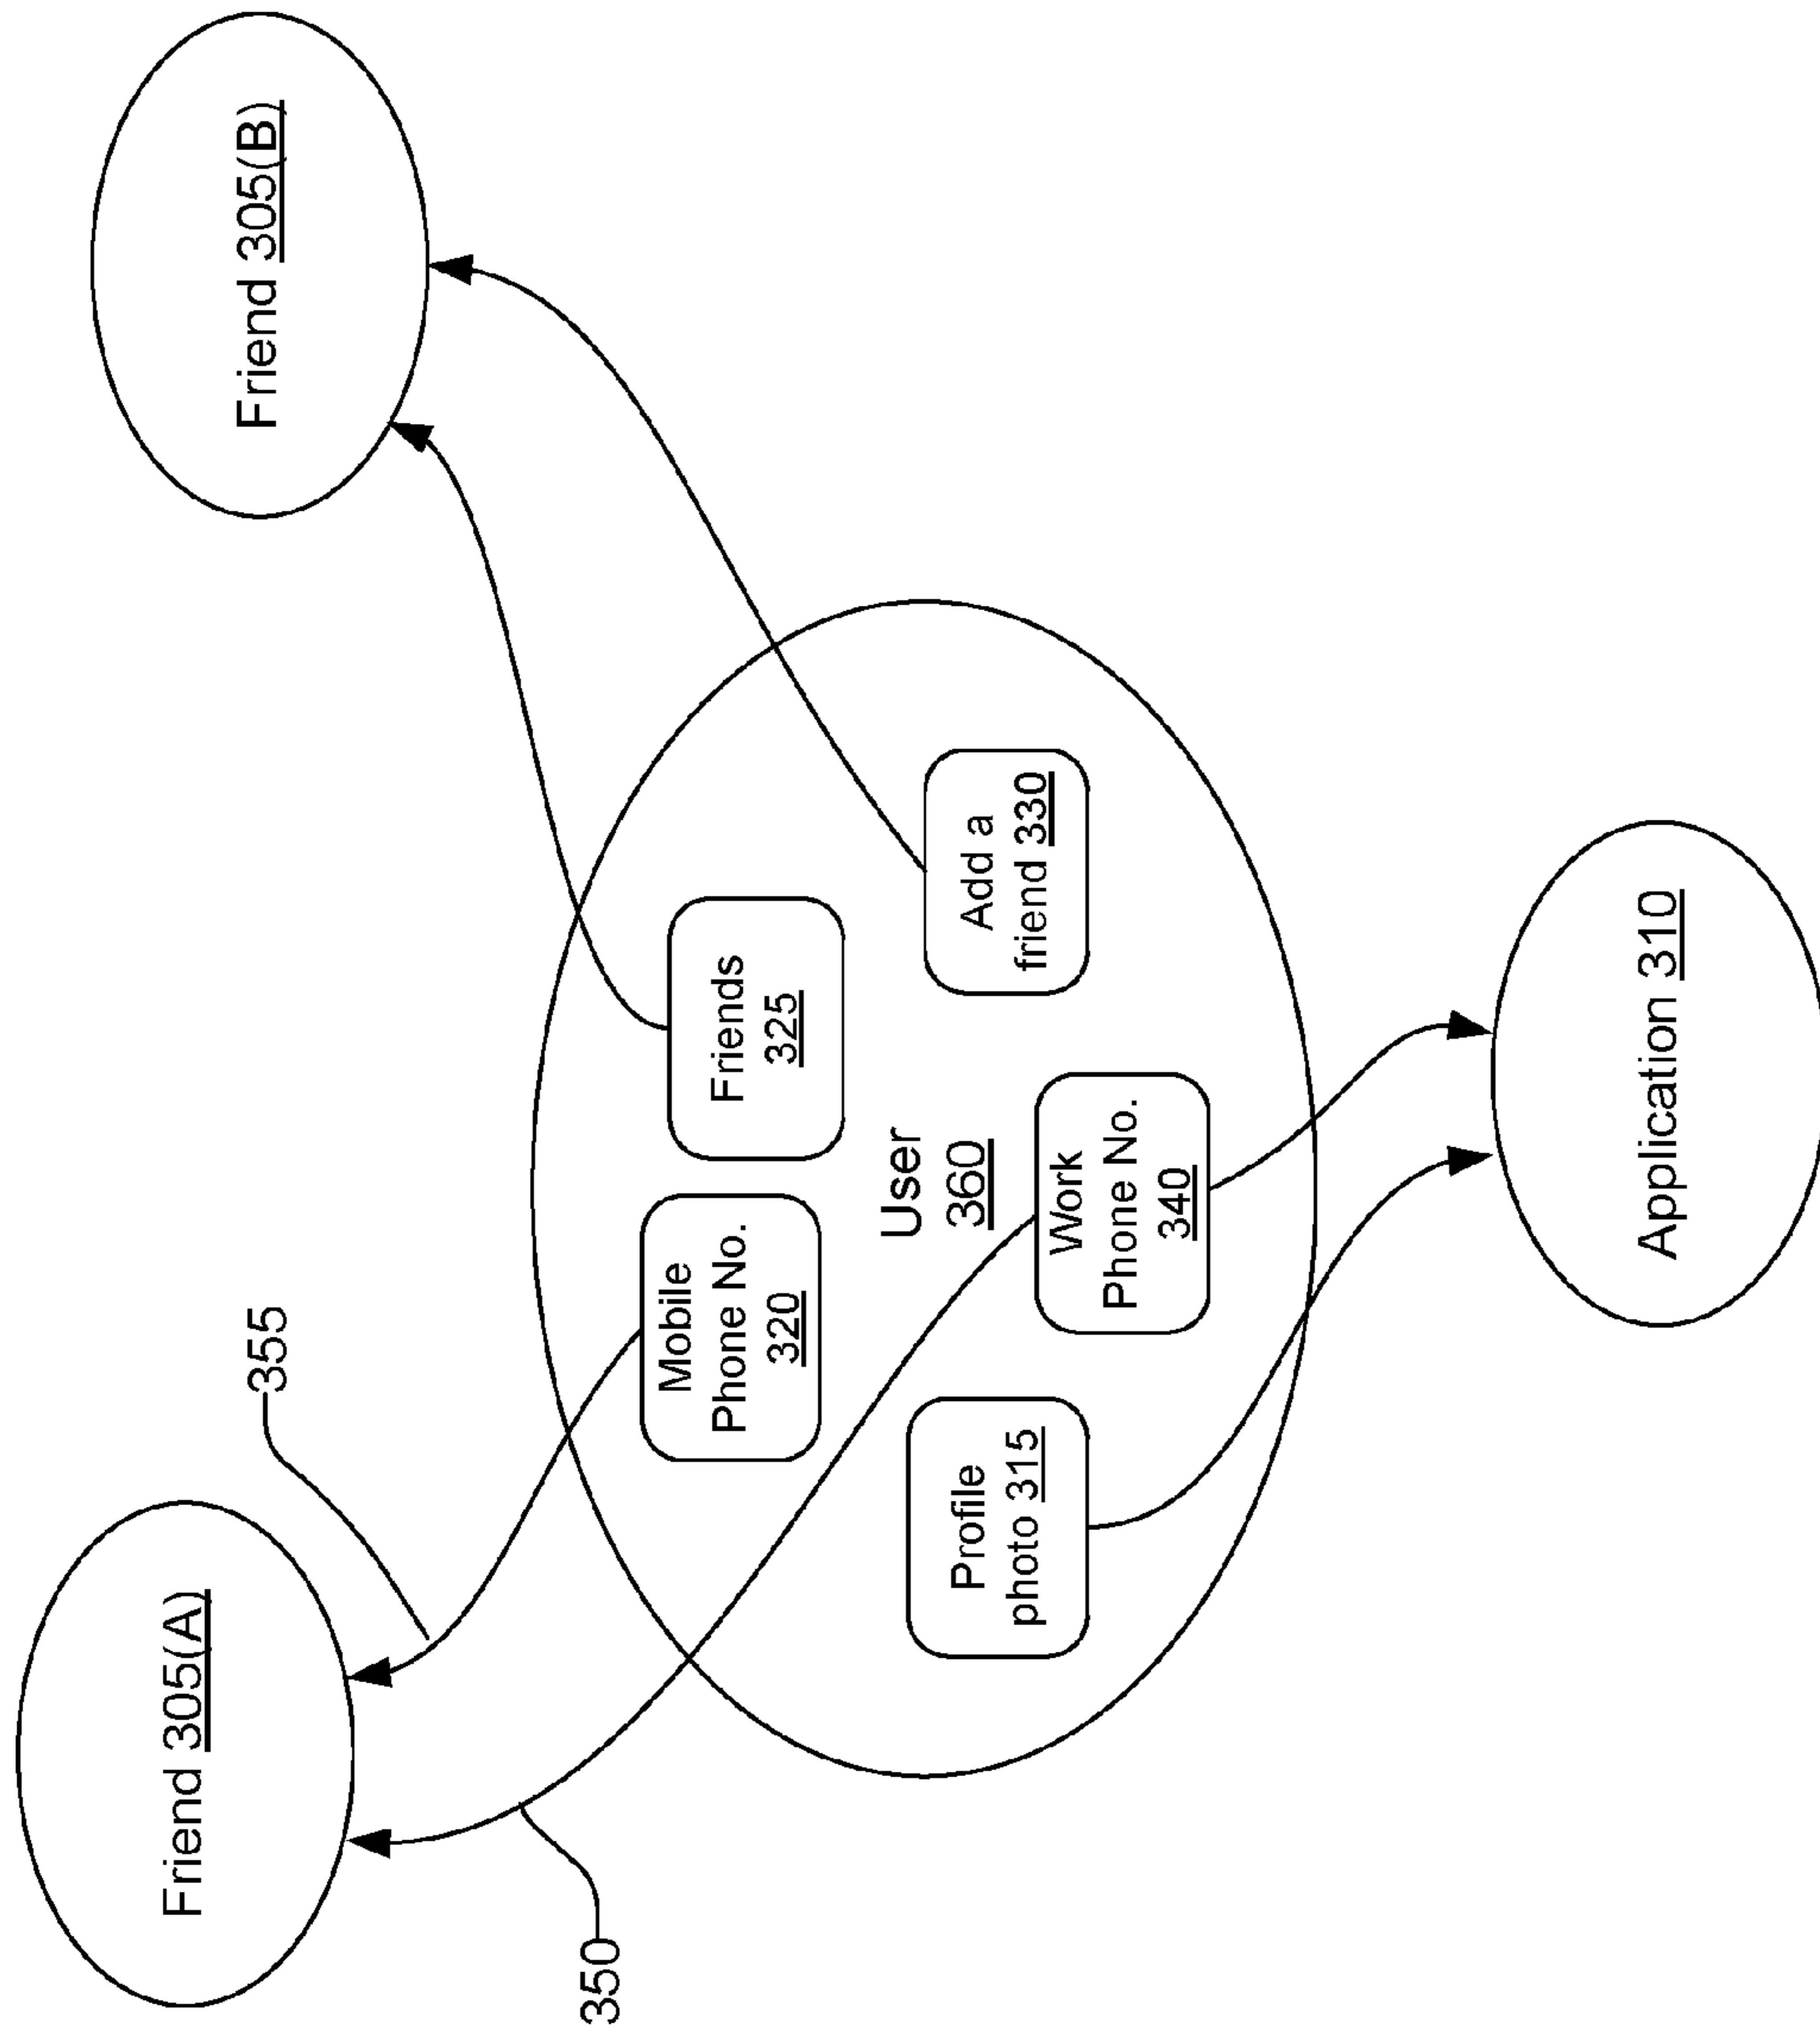 Friend 305(A)
Friend 305(B)
355
350
Mobile
Phone No.
320
Friends
325
User
360
Profile
photo 315
Work
Phone No.
340
Add a
friend 330
Application 310